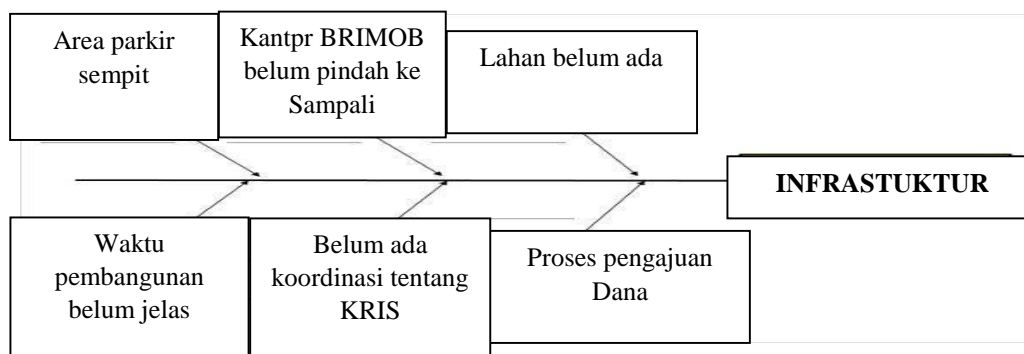 Area parkir
sempit
Kantpr BRIMOB
belum pindah ke
Sampali
Lahan belum ada
INFRASTUKTUR
Waktu
pembangunan
belum jelas
Belum ada
koordinasi tentang
KRIS
Proses pengajuan
Dana